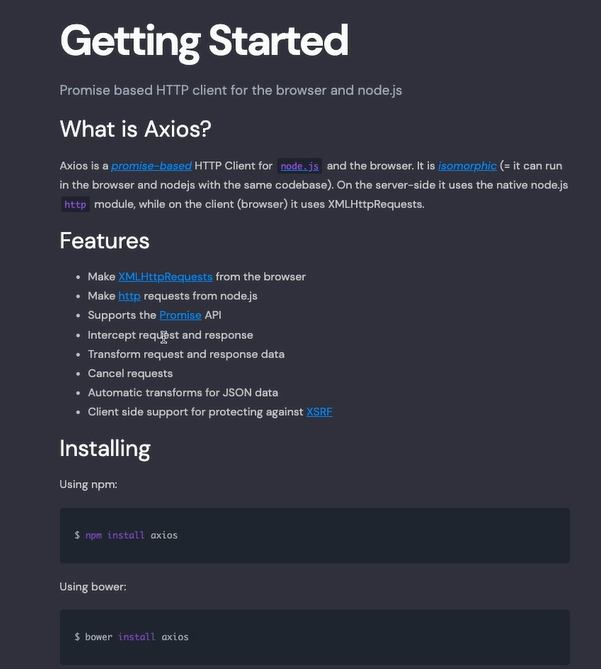 Getting Started
Promise based HTTP client for the browser and node.js
What is Axios?
Axios is a promise-based HTTP Client for node.js and the browser. It is isomorphic (= it can run
in the browser and nodejs with the same codebase). On the server-side it uses the native node.js
http module, while on the client (browser) it uses XMLHttpRequests.
Features
• Make XMLHttpRequests from the browser
• Make http requests from node.js
• Supports the Promise API
• Intercept request and response
• Transform request and response data
• Cancel requests
• Automatic transforms for JSON data
• Client side support for protecting against XSRF
Installing
Using npm:
$ npm install axios
Using bower:
$ bower install axios